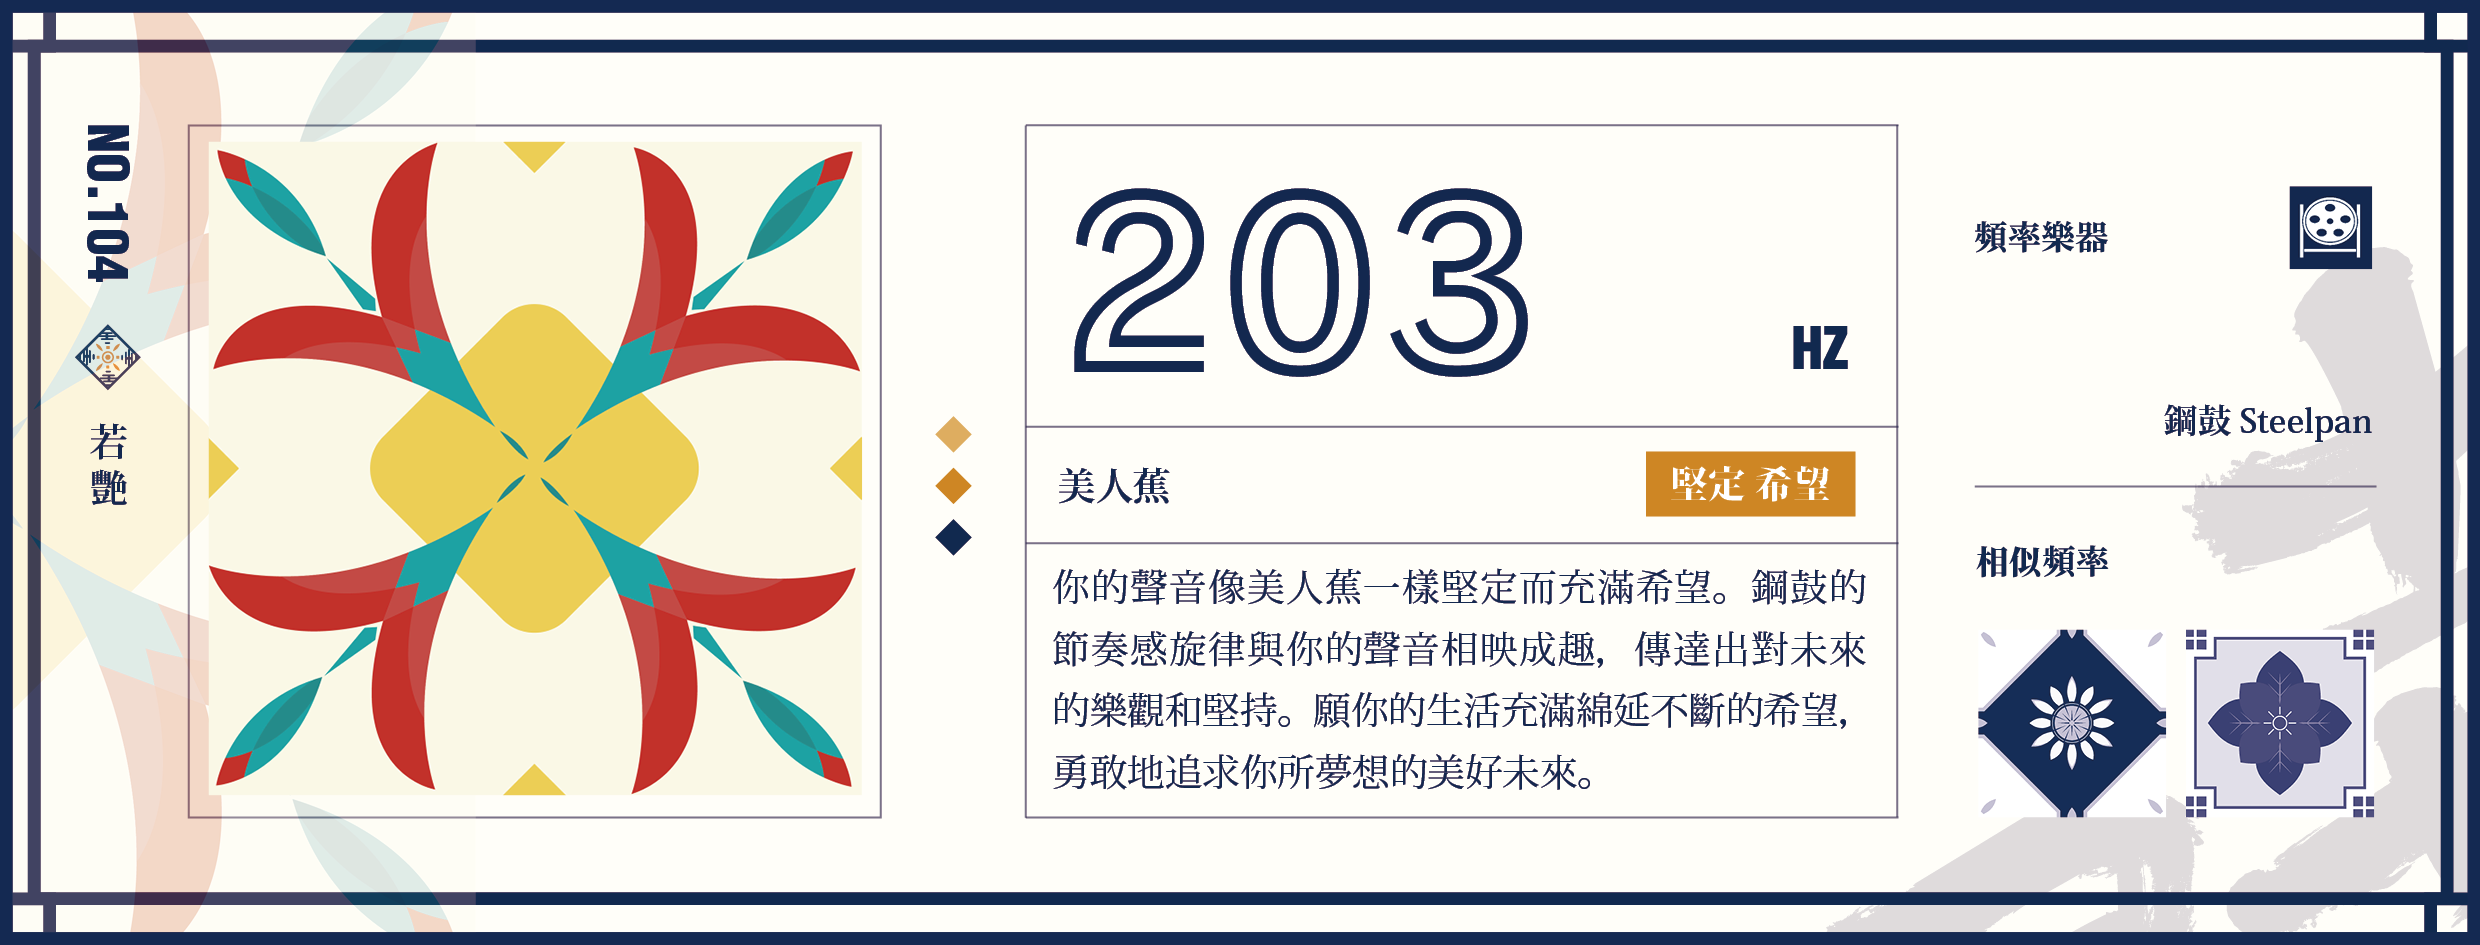 NO.104
若艷
203
HZ
美人蕉
堅定 希望
你的聲音像美人蕉一樣堅定而充滿希望。鋼鼓的
節奏感旋律與你的聲音相映成趣，傳達出對未來
的樂觀和堅持。願你的生活充滿綿延不斷的希望，
勇敢地追求你所夢想的美好未來。
頻率樂器
鋼鼓 Steelpan
相似頻率